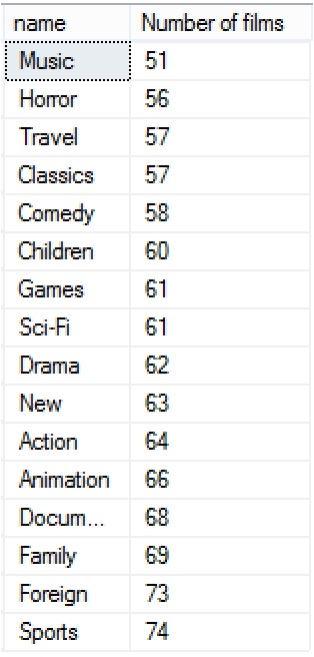 name Number of films
Music 51
Horror 56
Travel 57
Classics 57
Comedy 58
Children 60
Games 61
Sci-Fi 61
Drama 62
New 63
Action 64
Animation 66
Docum... 68
Family 69
Foreign 73
Sports 74